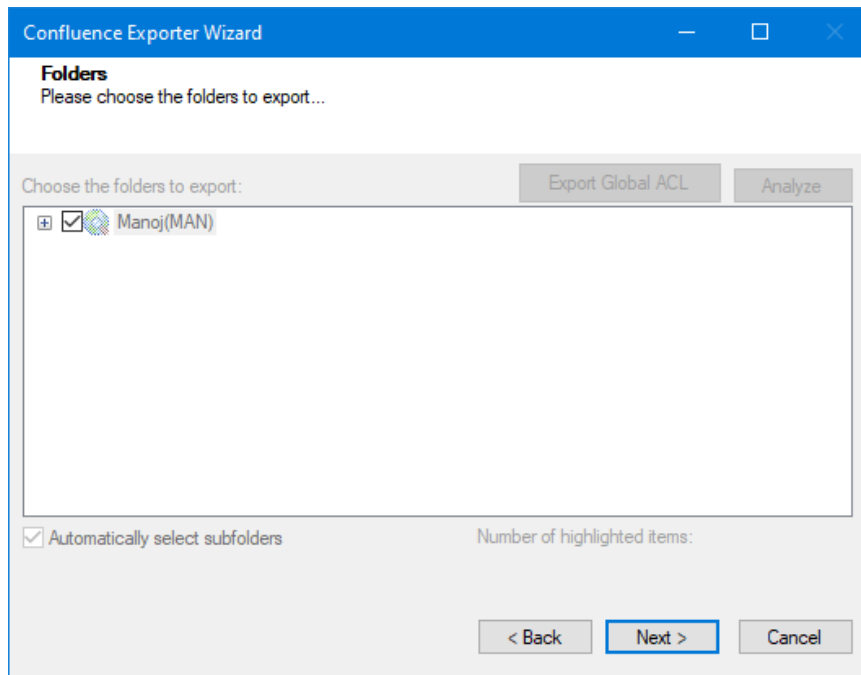 Confluence Exporter Wizard
Folders
Please choose the folders to export...
Choose the folders to export:
Export Global ACL
Analyze
Manoj(MAN)
Automatically select subfolders
Number of highlighted items:
< Back
Next >
Cancel